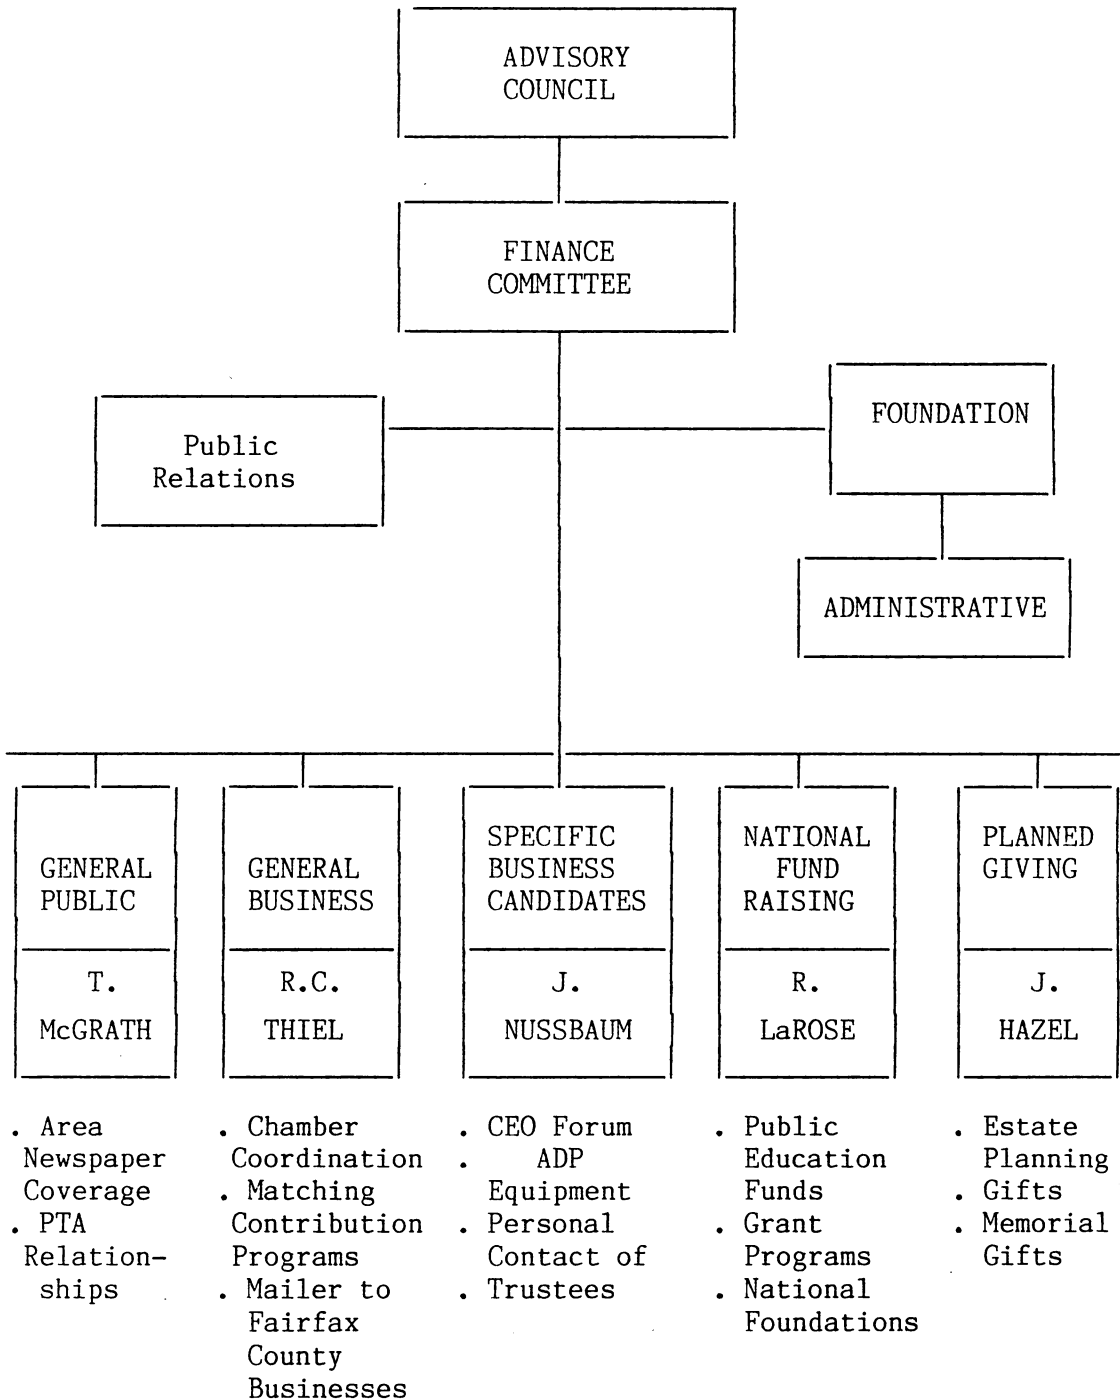 ADVISORY
COUNCIL
FINANCE
COMMITTEE
Public
Relations
FOUNDATION
ADMINISTRATIVE
GENERAL
PUBLIC
T.
McGRATH
. Area
Newspaper
Coverage
. PTA
Relation-
ships
GENERAL
BUSINESS
R.C.
THIEL
. Chamber
Coordination
. Matching
Contribution
Programs
. Mailer to
Fairfax
County
Businesses
SPECIFIC
BUSINESS
CANDIDATES
J.
NUSSBAUM
. CEO Forum
. ADP
Equipment
. Personal
Contact of
. Trustees
NATIONAL
FUND
RAISING
R.
LaROSE
. Public
Education
Funds
. Grant
Programs
. National
Foundations
PLANNED
GIVING
J.
HAZEL
. Estate
Planning
. Gifts
. Memorial
Gifts